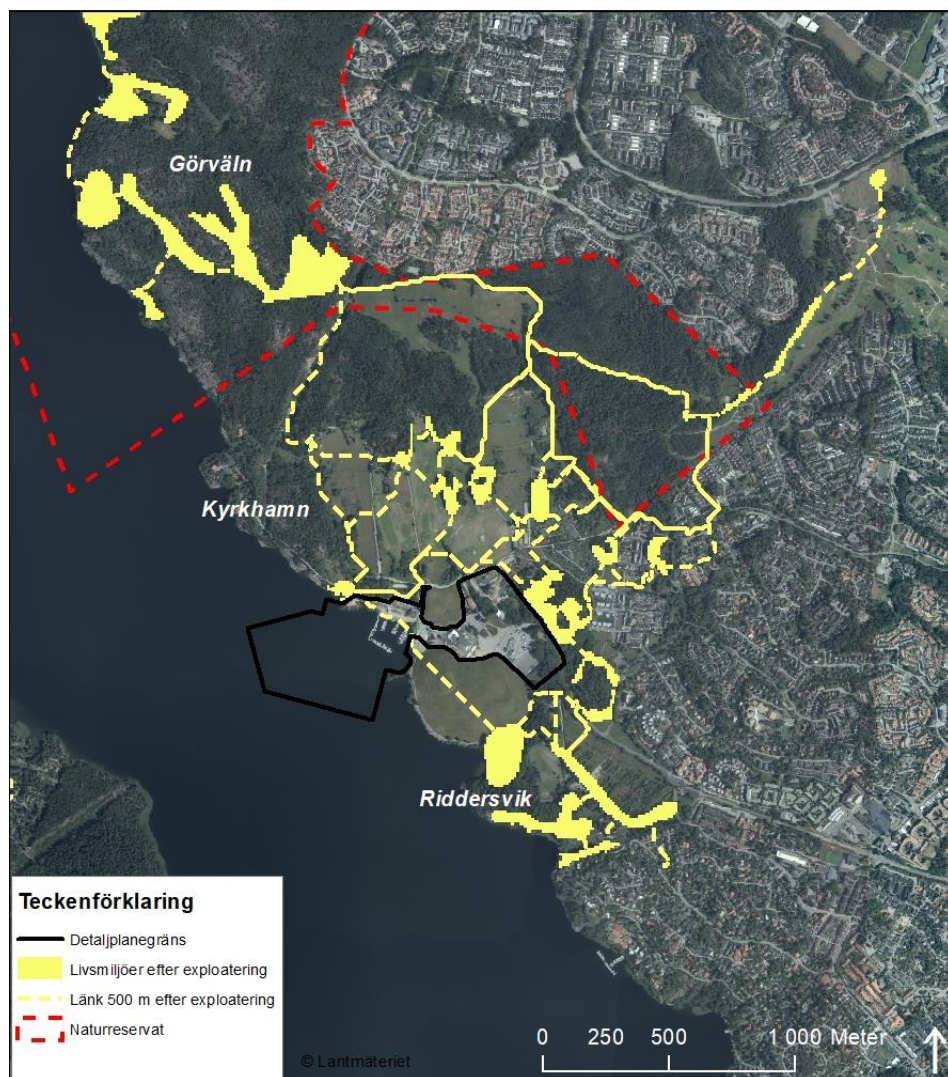 Görväln
Kyrkhamn
Riddersvik
Teckenförklaring
Detaljplanegräns
Livsmiljöer efter exploatering
Länk 500 m efter exploatering
Naturreservat
0 250 500 1 000 Meter
© Lantmäteriet